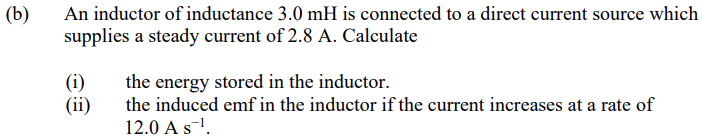 (b) An inductor of inductance 3.0 mH is connected to a direct current source which
supplies a steady current of 2.8 A. Calculate
(i) the energy stored in the inductor.
(ii) the induced emf in the inductor if the current increases at a rate of
12.0 A s⁻¹.